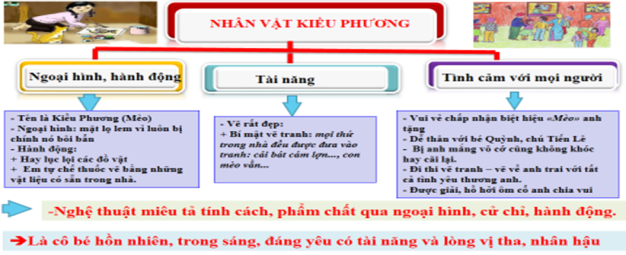 NHÂN VẬT KIỀU PHƯƠNG
Ngoại hình, hành động
- Tên là Kiều Phương (Mèo)
- Ngoại hình: mặt lọ lem vì luôn bị
chính nó bôi bẩn
- Hành động:
+ Hay lục lọi các đồ vật
+ Em tự chế thuốc vẽ bằng những
vật liệu có sẵn trong nhà.
Tài năng
- Vẽ rất đẹp:
+ Bí mật vẽ tranh: mọi thứ
trong nhà đều được đưa vào
tranh: cái bát cám lợn..., con
mèo vằn...
Tình cảm với mọi người
- Vui vẻ chấp nhận biệt hiệu «Mèo» anh
tặng
- Dễ thân với bé Quỳnh, chú Tiến Lê
- Bị anh mắng vô cớ cũng không khóc
hay cãi lại.
- Đi thi vẽ tranh – vẽ về anh trai với tất
cả tình yêu thương anh.
- Được giải, hồ hởi ôm cổ anh chia vui
-Nghệ thuật miêu tả tính cách, phẩm chất qua ngoại hình, cử chỉ, hành động.
➔Là cô bé hồn nhiên, trong sáng, đáng yêu có tài năng và lòng vị tha, nhân hậu